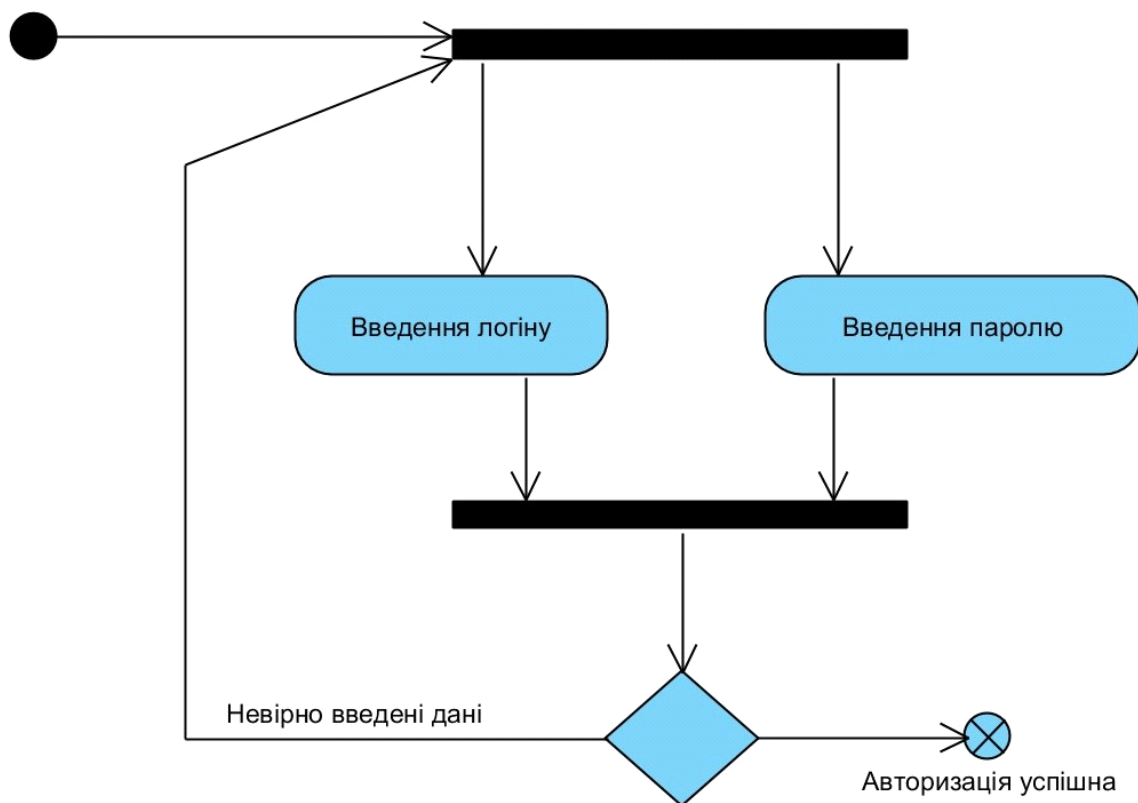 Введення логіну
Введення паролю
Невірно введені дані
Авторизація успішна